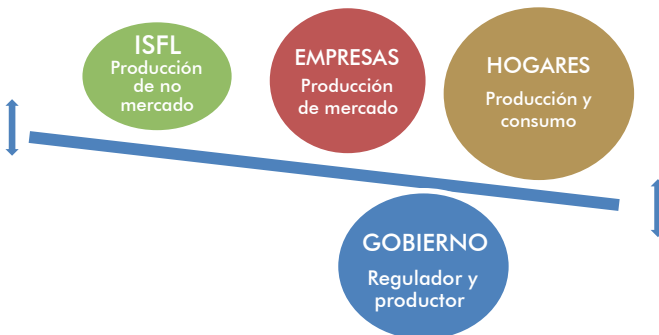 ISFL
Producción
de no
mercado
EMPRESAS
Producción
de mercado
HOGARES
Producción y
consumo
GOBIERNO
Regulador y
productor